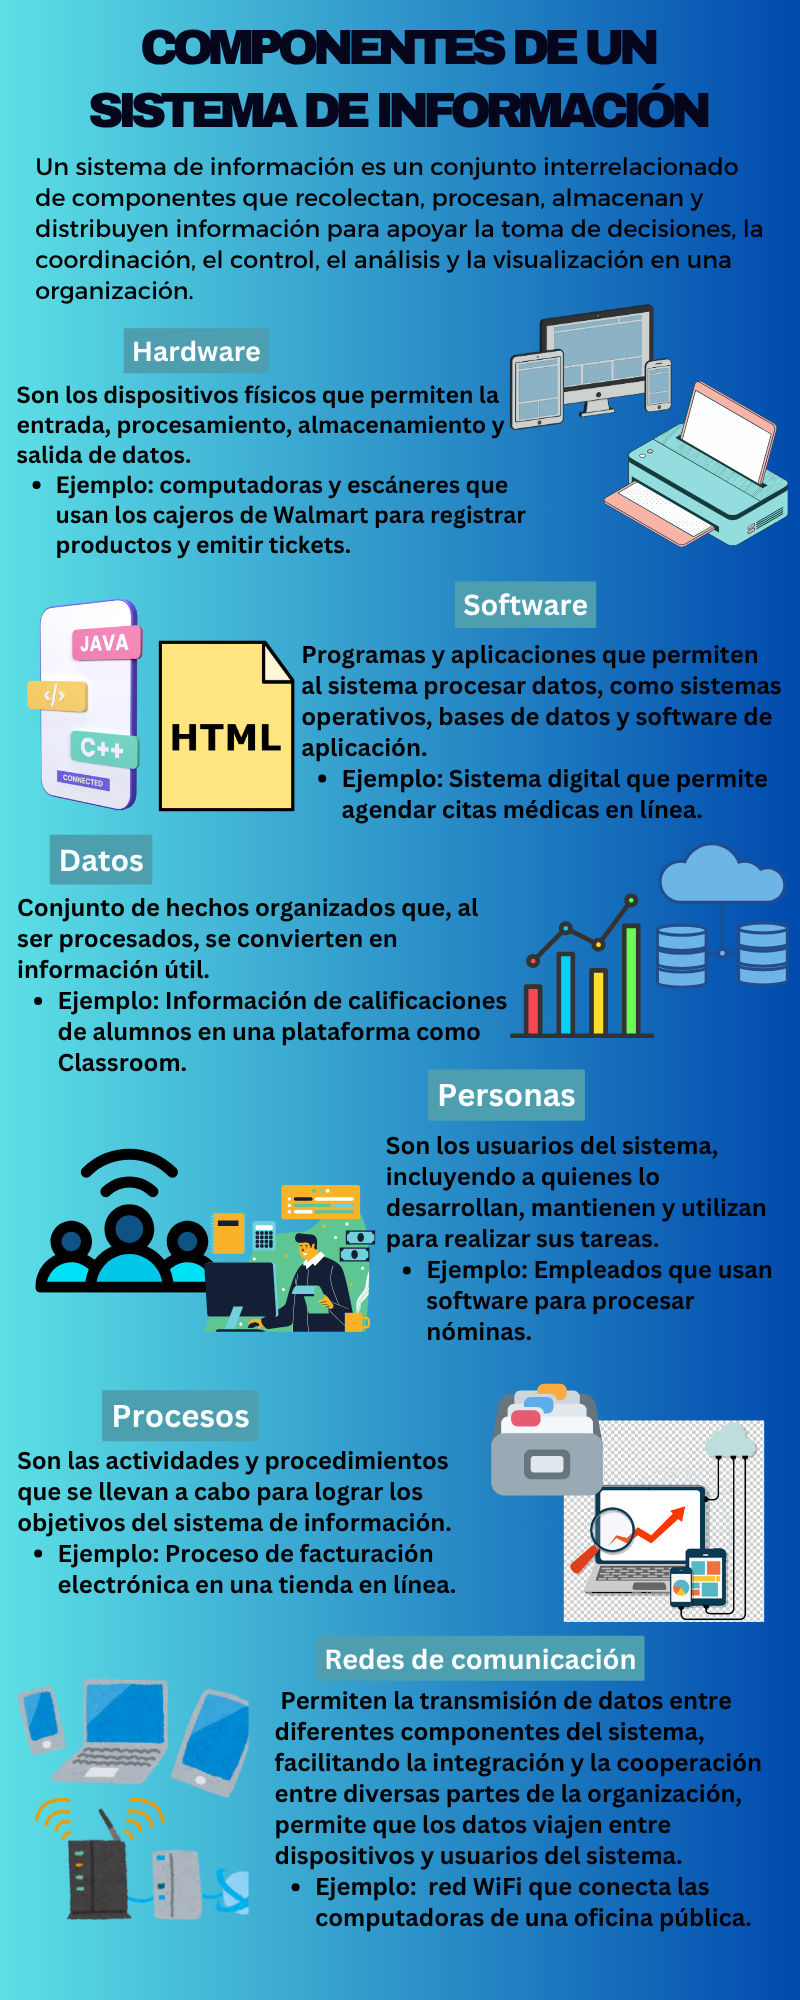 COMPONENTES DE UN
SISTEMA DE INFORMACIÓN
Un sistema de información es un conjunto interrelacionado
de componentes que recolectan, procesan, almacenan y
distribuyen información para apoyar la toma de decisiones, la
coordinación, el control, el análisis y la visualización en una
organización.
Hardware
Son los dispositivos físicos que permiten la
entrada, procesamiento, almacenamiento y
salida de datos.
• Ejemplo: computadoras y escáneres que
usan los cajeros de Walmart para registrar
productos y emitir tickets.
Software
JAVA
</>
C++
CONNECTED
HTML
Programas y aplicaciones que permiten
al sistema procesar datos, como sistemas
operativos, bases de datos y software de
aplicación.
• Ejemplo: Sistema digital que permite
agendar citas médicas en línea.
Datos
Conjunto de hechos organizados que, al
ser procesados, se convierten en
información útil.
• Ejemplo: Información de calificaciones
de alumnos en una plataforma como
Classroom.
Personas
Son los usuarios del sistema,
incluyendo a quienes lo
desarrollan, mantienen y utilizan
para realizar sus tareas.
• Ejemplo: Empleados que usan
software para procesar
nóminas.
Procesos
Son las actividades y procedimientos
que se llevan a cabo para lograr los
objetivos del sistema de información.
• Ejemplo: Proceso de facturación
electrónica en una tienda en línea.
Redes de comunicación
Permiten la transmisión de datos entre
diferentes componentes del sistema,
facilitando la integración y la cooperación
entre diversas partes de la organización,
permite que los datos viajen entre
dispositivos y usuarios del sistema.
• Ejemplo:  red WiFi que conecta las
computadoras de una oficina pública.